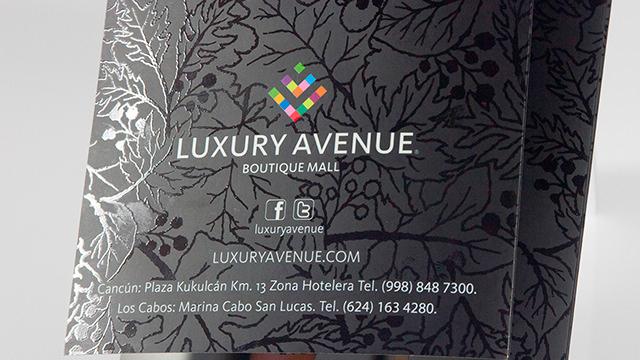 LUXURY AVENUE
BOUTIQUE MALL
f t
luxuryavenue
LUXURYAVENUE.COM
Cancún: Plaza Kukulcán Km. 13 Zona Hotelera Tel. (998) 848 7300.
Los Cabos: Marina Cabo San Lucas. Tel. (624) 163 4280.